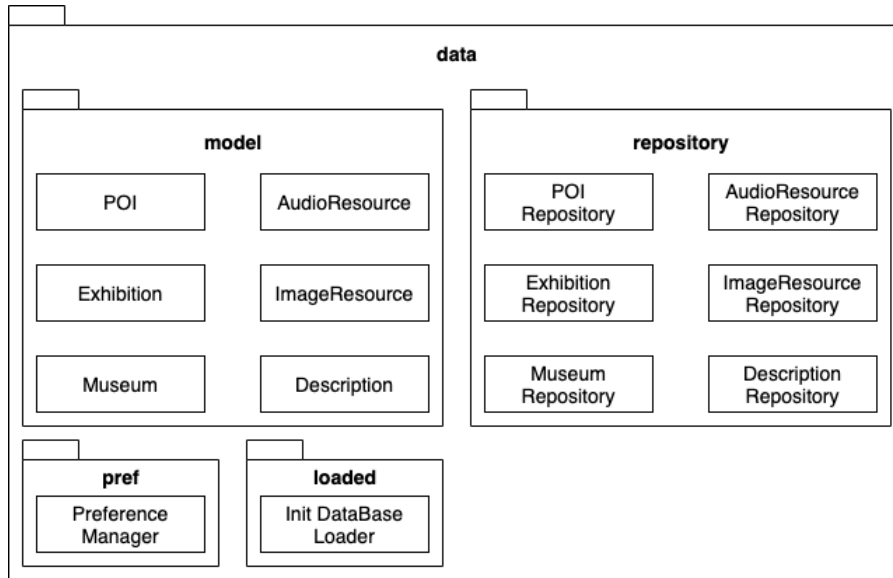 data
model
POI
AudioResource
Exhibition
ImageResource
Museum
Description
repository
POI
Repository
AudioResource
Repository
Exhibition
Repository
ImageResource
Repository
Museum
Repository
Description
Repository
pref
Preference
Manager
loaded
Init DataBase
Loader